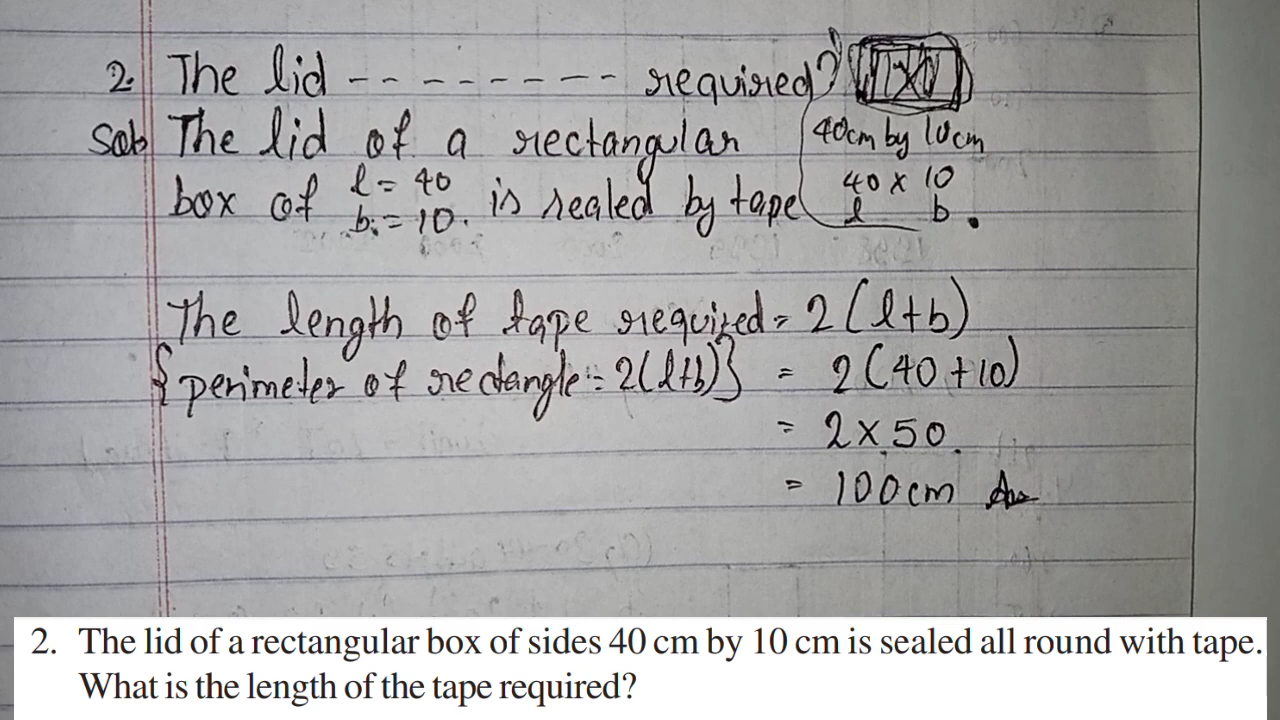 2. The lid - - - - - - - - - required?
Sol The lid of a rectangular
40cm by 10cm
box of l = 40 b = 10. is sealed by tape
40 x 10
l b.
The length of tape required = 2(l+b)
{perimeter of rectangle = 2(l+b)} = 2(40+10)
= 2x50
= 100cm Ans
2. The lid of a rectangular box of sides 40 cm by 10 cm is sealed all round with tape.
What is the length of the tape required?